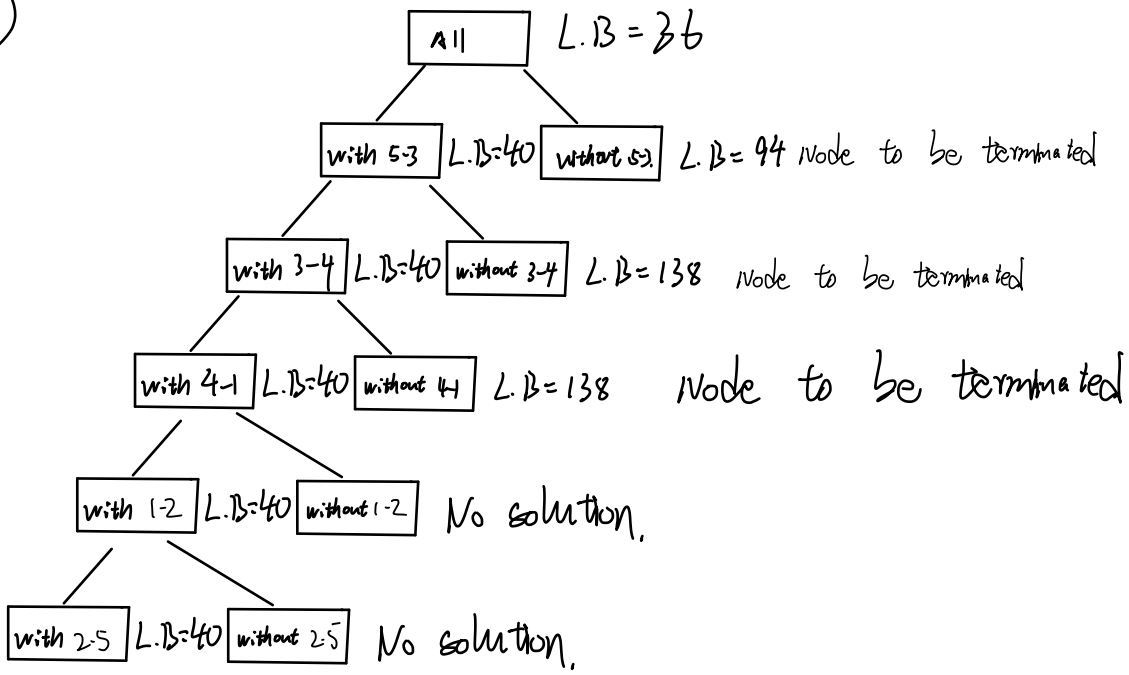 All L.B = 36
with 5-3 L.B=40 without 5-3 L.B = 94 Node to be terminated
with 3-4 L.B=40 without 3-4 L.B = 138 Node to be terminated
with 4-1 L.B=40 without 4-1 L.B = 138 Node to be terminated
with 1-2 L.B=40 without 1-2 No solution.
with 2-5 L.B=40 without 2-5 No solution.